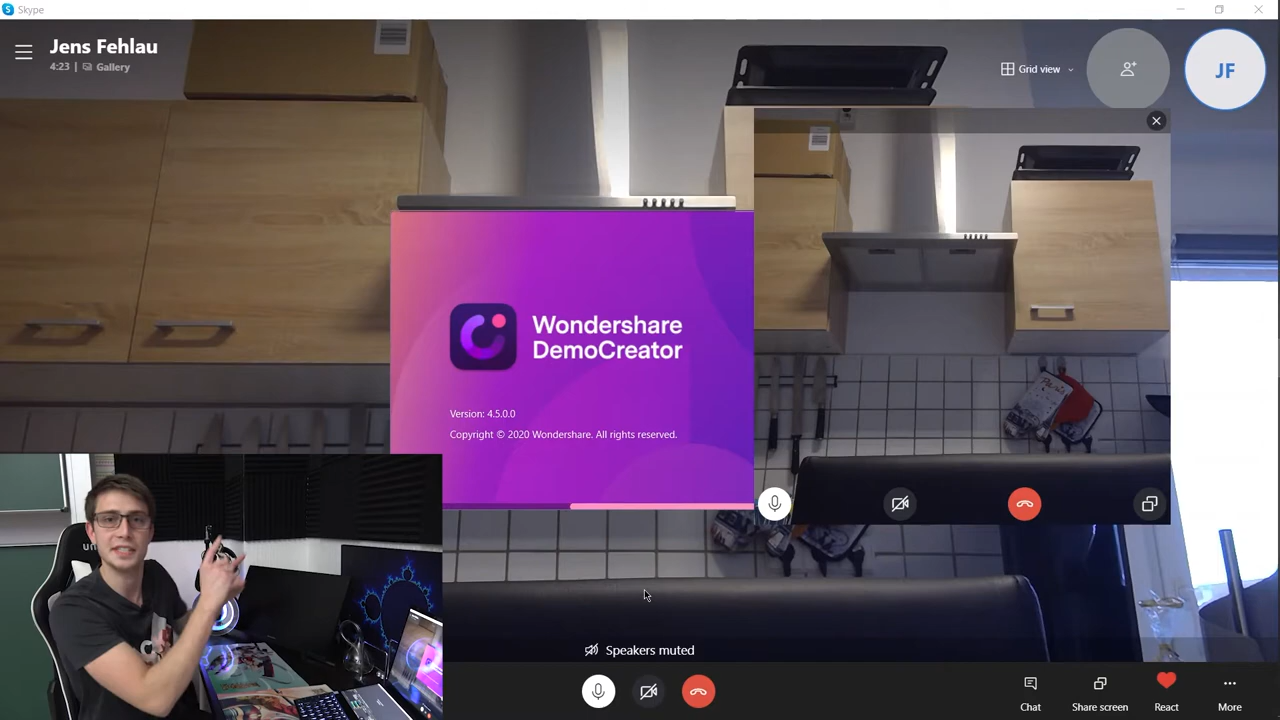 Skype
Jens Fehlau
4:23 | Gallery
Grid view
JF
Wondershare
DemoCreator
Version: 4.5.0.0
Copyright © 2020 Wondershare. All rights reserved.
Speakers muted
Chat
Share screen
React
More